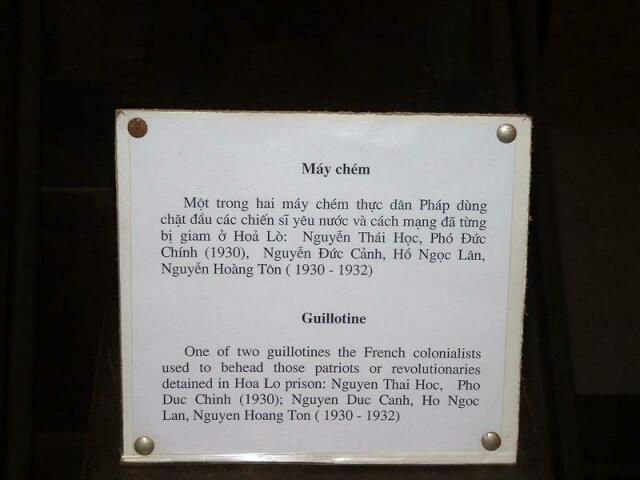 Máy chém
Một trong hai máy chém thực dân Pháp dùng
chặt đầu các chiến sĩ yêu nước và cách mạng đã từng
bị giam ở Hoả Lò: Nguyễn Thái Học, Phó Đức
Chính (1930), Nguyễn Đức Cảnh, Hồ Ngọc Lân,
Nguyễn Hoàng Tôn ( 1930 - 1932)
Guillotine
One of two guillotines the French colonialists
used to behead those patriots or revolutionaries
detained in Hoa Lo prison: Nguyen Thai Hoc, Pho
Duc Chinh (1930); Nguyen Duc Canh, Ho Ngoc
Lan, Nguyen Hoang Ton ( 1930 - 1932)